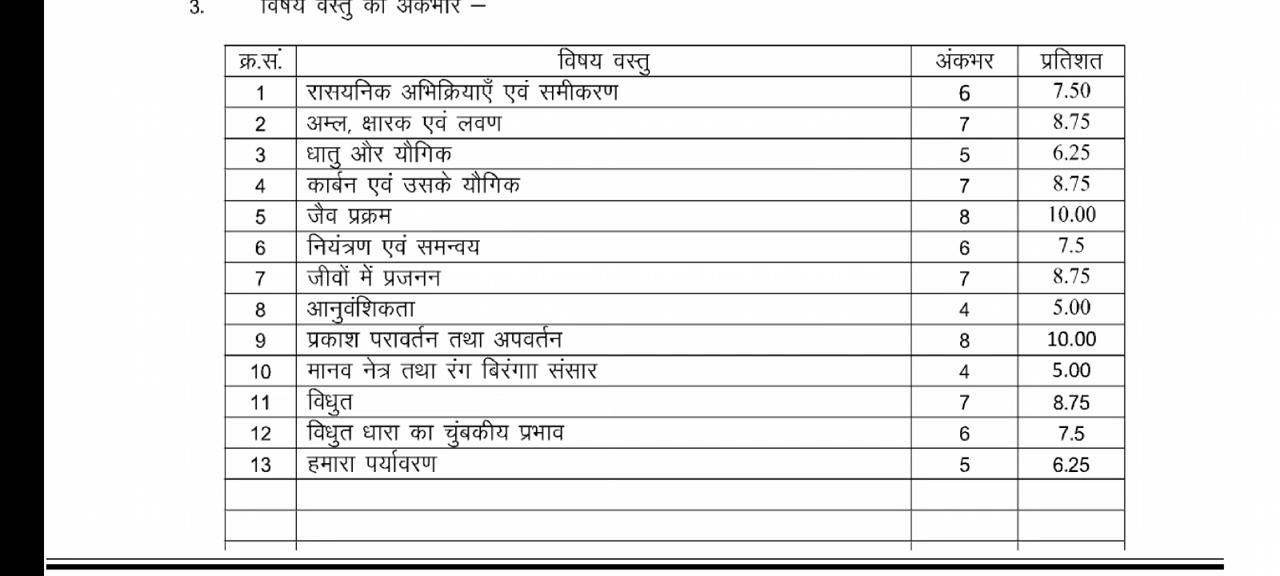 3. विषय वस्तु का अंकभार –
क्र.सं. विषय वस्तु अंकभर प्रतिशत
1 रासयनिक अभिक्रियाएँ एवं समीकरण 6 7.50
2 अम्ल, क्षारक एवं लवण 7 8.75
3 धातु और यौगिक 5 6.25
4 कार्बन एवं उसके यौगिक 7 8.75
5 जैव प्रक्रम 8 10.00
6 नियंत्रण एवं समन्वय 6 7.5
7 जीवों में प्रजनन 7 8.75
8 आनुवंशिकता 4 5.00
9 प्रकाश परावर्तन तथा अपवर्तन 8 10.00
10 मानव नेत्र तथा रंग बिरंगाा संसार 4 5.00
11 विधुत 7 8.75
12 विधुत धारा का चुंबकीय प्रभाव 6 7.5
13 हमारा पर्यावरण 5 6.25